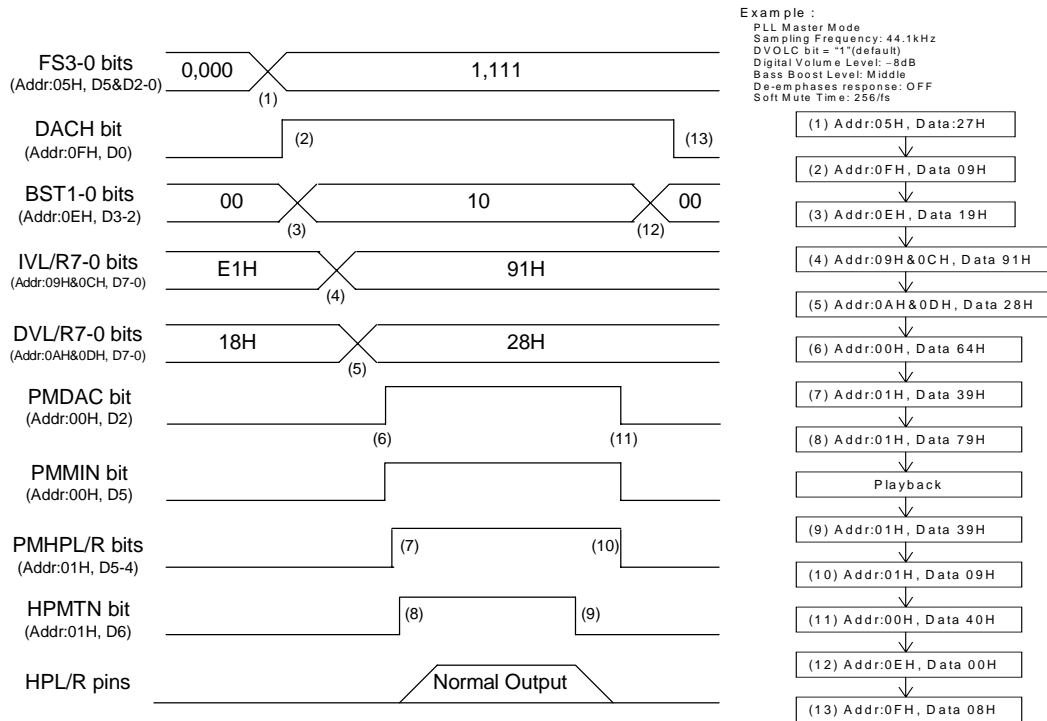 FS3-0 bits
(Addr:05H, D5&D2-0)
0,000
1,111
(1)
DACH bit
(Addr:0FH, D0)
(2)
(13)
BST1-0 bits
(Addr:0EH, D3-2)
00
10
00
(3)
(12)
IVL/R7-0 bits
(Addr:09H&0CH, D7-0)
E1H
91H
(4)
DVL/R7-0 bits
(Addr:0AH&0DH, D7-0)
18H
28H
(5)
PMDAC bit
(Addr:00H, D2)
(6)
(11)
PMMIN bit
(Addr:00H, D5)
PMHPL/R bits
(Addr:01H, D5-4)
(7)
(10)
HPMTN bit
(Addr:01H, D6)
(8)
(9)
HPL/R pins
Normal Output
Example :
PLL Master Mode
Sampling Frequency: 44.1kHz
DVOLC bit = “1”(default)
Digital Volume Level: −8dB
Bass Boost Level: Middle
De-emphases response: OFF
Soft Mute Time: 256/fs
(1) Addr:05H, Data:27H
(2) Addr:0FH, Data 09H
(3) Addr:0EH, Data 19H
(4) Addr:09H&0CH, Data 91H
(5) Addr:0AH&0DH, Data 28H
(6) Addr:00H, Data 64H
(7) Addr:01H, Data 39H
(8) Addr:01H, Data 79H
Playback
(9) Addr:01H, Data 39H
(10) Addr:01H, Data 09H
(11) Addr:00H, Data 40H
(12) Addr:0EH, Data 00H
(13) Addr:0FH, Data 08H